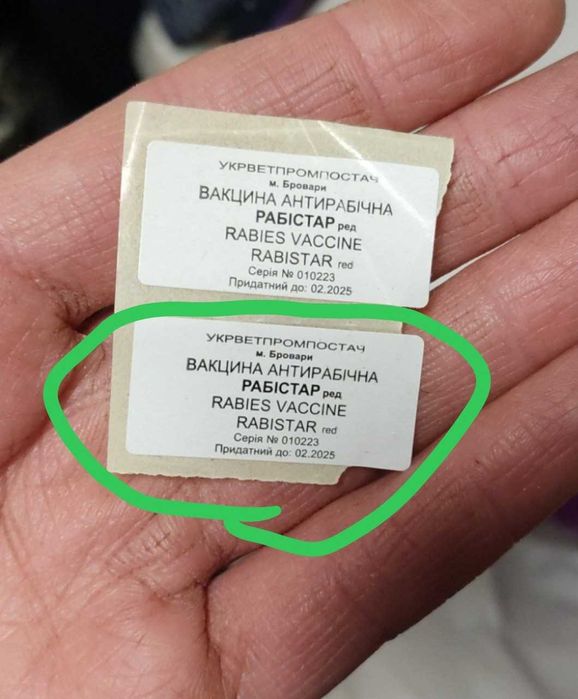 УКРВЕТПРОМПОСТАЧ
м. Бровари
ВАКЦИНА АНТИРАБІЧНА
РАБІСТАР ред
RABIES VACCINE
RABISTAR red
Серія № 010223
Придатний до: 02.2025
УКРВЕТПРОМПОСТАЧ
м. Бровари
ВАКЦИНА АНТИРАБІЧНА
РАБІСТАР ред
RABIES VACCINE
RABISTAR red
Серія № 010223
Придатний до: 02.2025